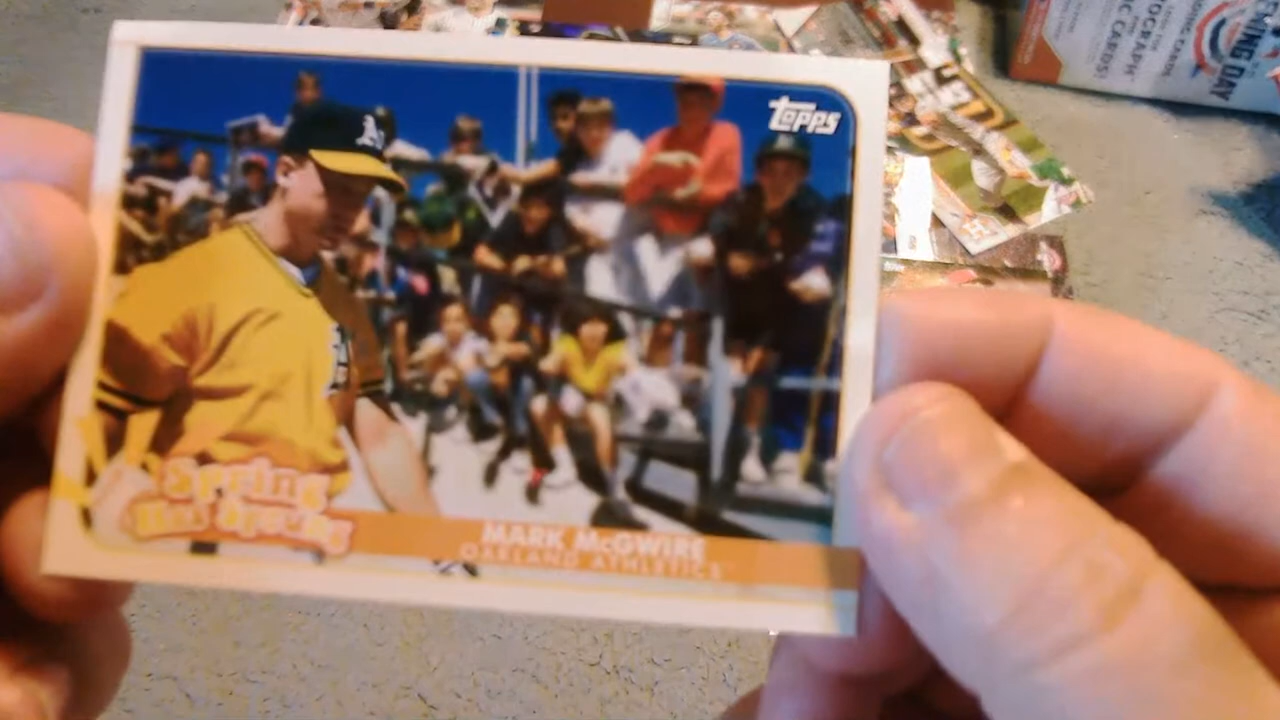 Topps
A's
Spring
Has Sprung
MARK McGWIRE
OAKLAND ATHLETICS
OPENING DAY